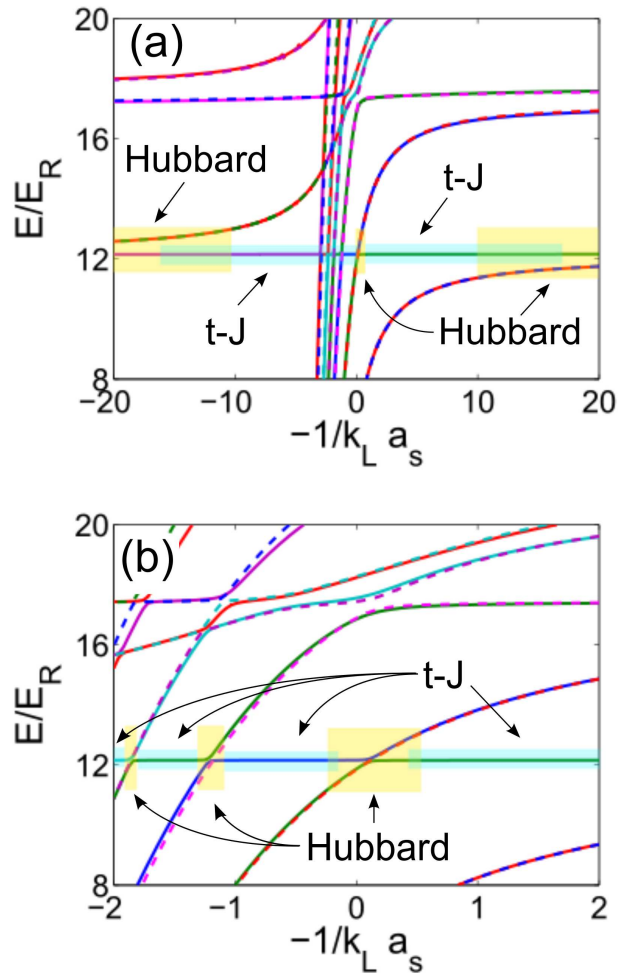 (a)
E/E_R
20
16
12
8
Hubbard
t-J
t-J
Hubbard
−20 −10 0 10 20
−1/k_L a_s
(b)
E/E_R
20
16
12
8
t-J
Hubbard
−2 −1 0 1 2
−1/k_L a_s